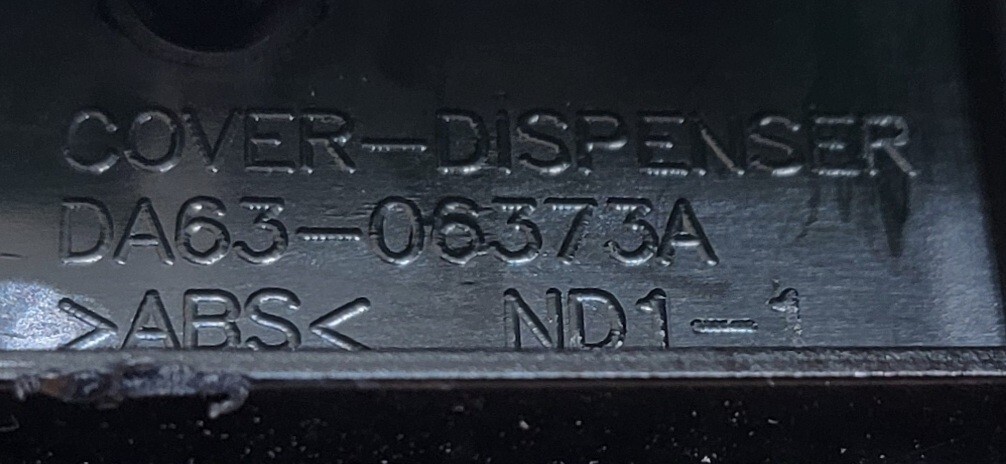 COVER-DiSPENSER
DA63-06373A
>ABS< ND1-1